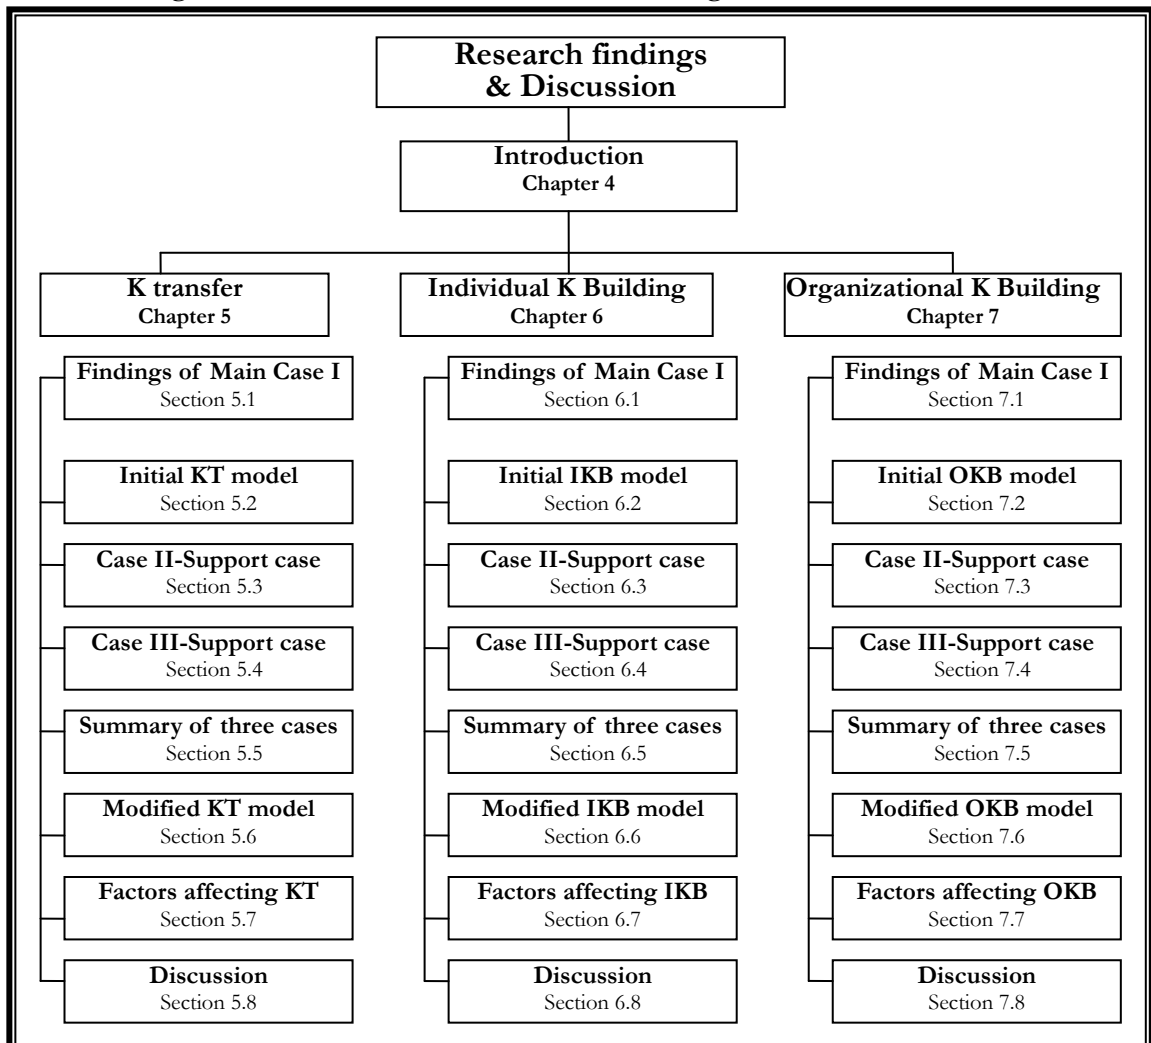 Research findings
& Discussion
Introduction
Chapter 4
K transfer
Chapter 5
Individual K Building
Chapter 6
Organizational K Building
Chapter 7
Findings of Main Case I
Section 5.1
Initial KT model
Section 5.2
Case II-Support case
Section 5.3
Case III-Support case
Section 5.4
Summary of three cases
Section 5.5
Modified KT model
Section 5.6
Factors affecting KT
Section 5.7
Discussion
Section 5.8
Findings of Main Case I
Section 6.1
Initial IKB model
Section 6.2
Case II-Support case
Section 6.3
Case III-Support case
Section 6.4
Summary of three cases
Section 6.5
Modified IKB model
Section 6.6
Factors affecting IKB
Section 6.7
Discussion
Section 6.8
Findings of Main Case I
Section 7.1
Initial OKB model
Section 7.2
Case II-Support case
Section 7.3
Case III-Support case
Section 7.4
Summary of three cases
Section 7.5
Modified OKB model
Section 7.6
Factors affecting OKB
Section 7.7
Discussion
Section 7.8